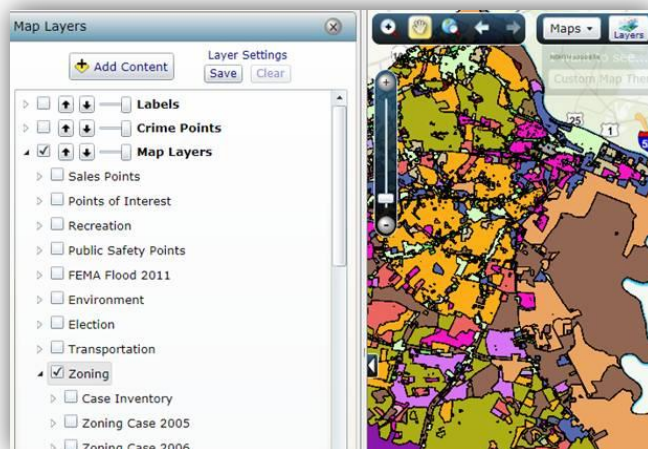 Map Layers
Add Content
Layer Settings
Save Clear
Labels
Crime Points
Map Layers
Sales Points
Points of Interest
Recreation
Public Safety Points
FEMA Flood 2011
Environment
Election
Transportation
Zoning
Case Inventory
Zoning Case 2005
Zoning Case 2006
Maps
Layers
Custom Map
25
1